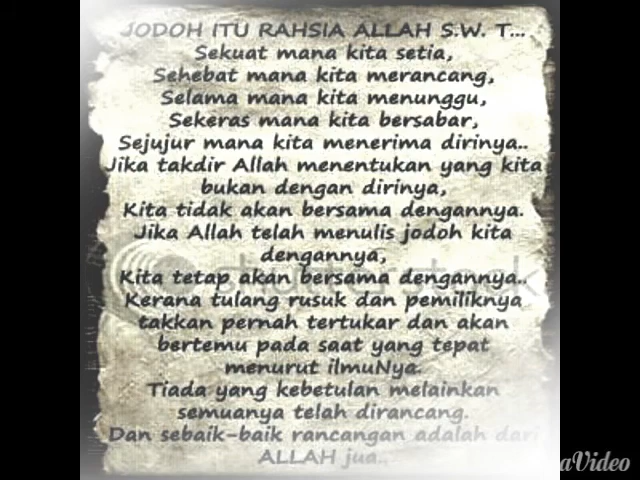 JODOH ITU RAHSIA ALLAH S.W. T...
Sekuat mana kita setia,
Sehebat mana kita merancang,
Selama mana kita menunggu,
Sekeras mana kita bersabar,
Sejujur mana kita menerima dirinya..
Jika takdir Allah menentukan yang kita
bukan dengan dirinya,
Kita tidak akan bersama dengannya.
Jika Allah telah menulis jodoh kita
dengannya,
Kita tetap akan bersama dengannya..
Kerana tulang rusuk dan pemiliknya
takkan pernah tertukar dan akan
bertemu pada saat yang tepat
menurut ilmuNya.
Tiada yang kebetulan melainkan
semuanya telah dirancang.
Dan sebaik-baik rancangan adalah dari
ALLAH jua..
aVideo